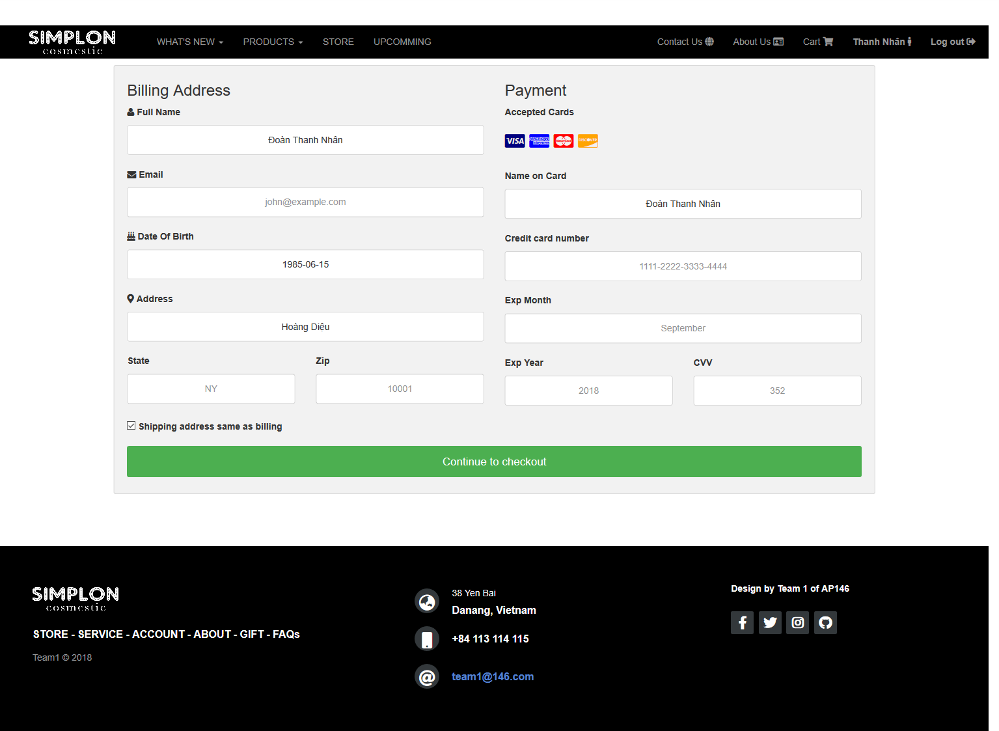 SIMPLON
cosmestic
WHAT'S NEW
PRODUCTS
STORE
UPCOMMING
Contact Us
About Us
Cart
Thanh Nhân
Log out
Billing Address
Full Name
Đoàn Thanh Nhân
Email
john@example.com
Date Of Birth
1985-06-15
Address
Hoàng Diệu
State
Zip
NY
10001
Shipping address same as billing
Payment
Accepted Cards
VISA
AMERICAN
EXPRESS
MasterCard
DISCOVER
Name on Card
Đoàn Thanh Nhân
Credit card number
1111-2222-3333-4444
Exp Month
September
Exp Year
CVV
2018
352
Continue to checkout
SIMPLON
cosmestic
STORE - SERVICE - ACCOUNT - ABOUT - GIFT - FAQs
Team1 © 2018
38 Yen Bai
Danang, Vietnam
+84 113 114 115
team1@146.com
Design by Team 1 of AP146